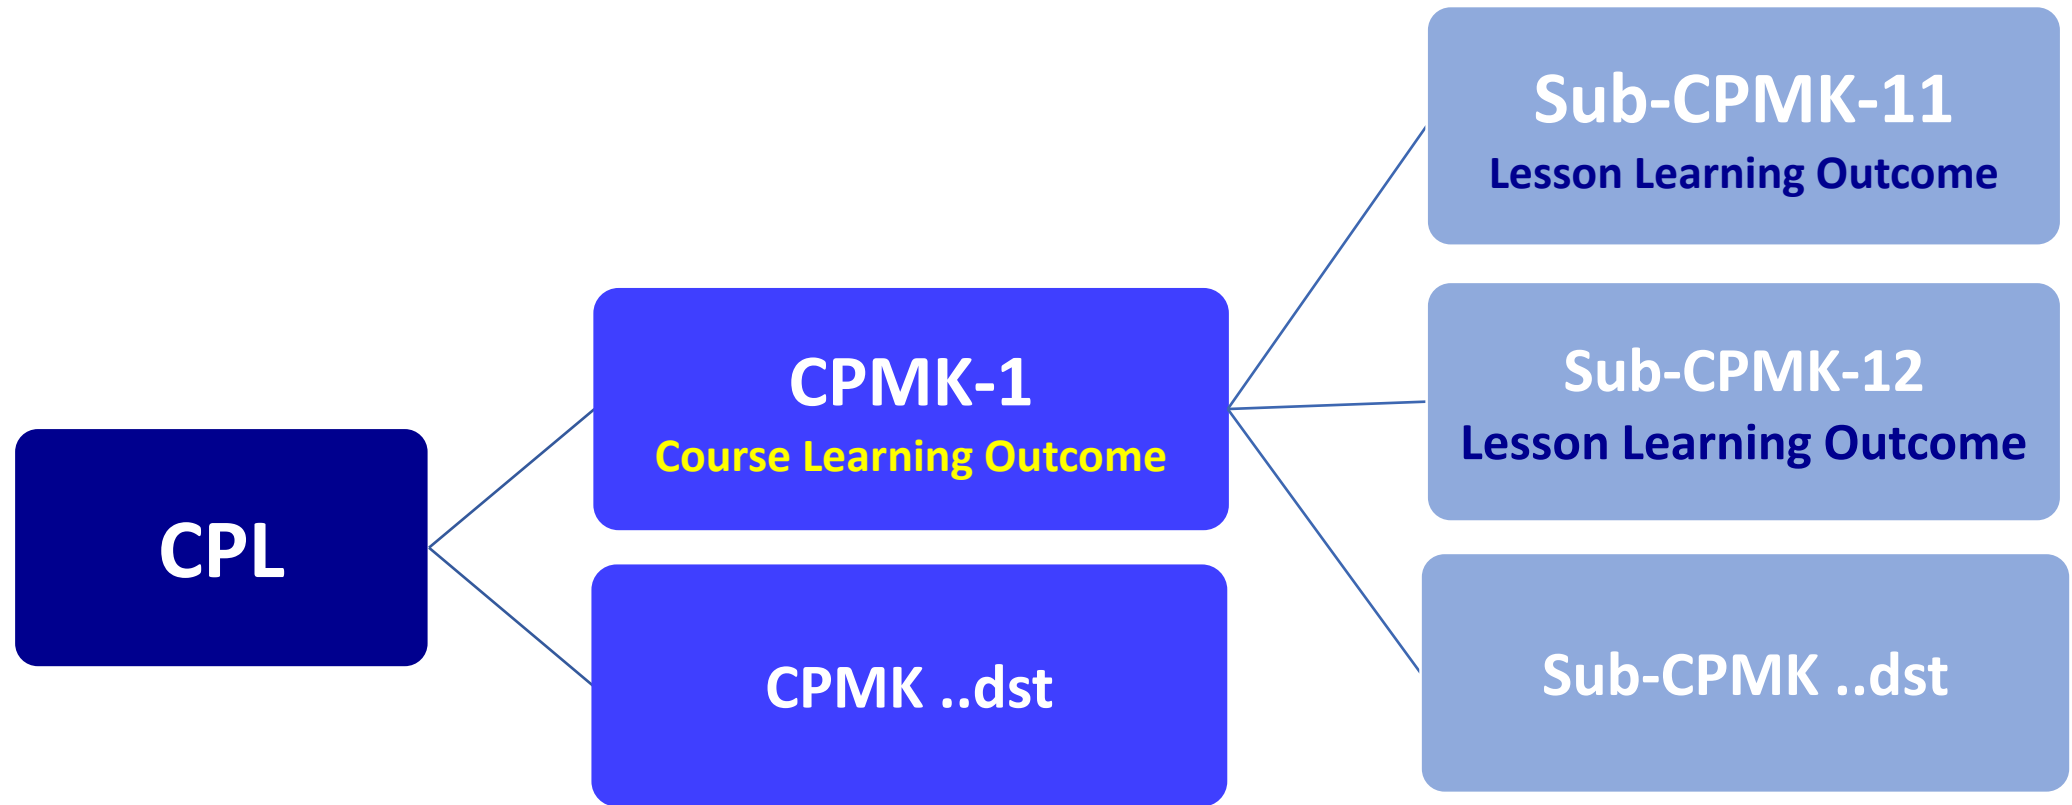 CPL
CPMK-1
Course Learning Outcome
CPMK ..dst
Sub-CPMK-11
Lesson Learning Outcome
Sub-CPMK-12
Lesson Learning Outcome
Sub-CPMK ..dst